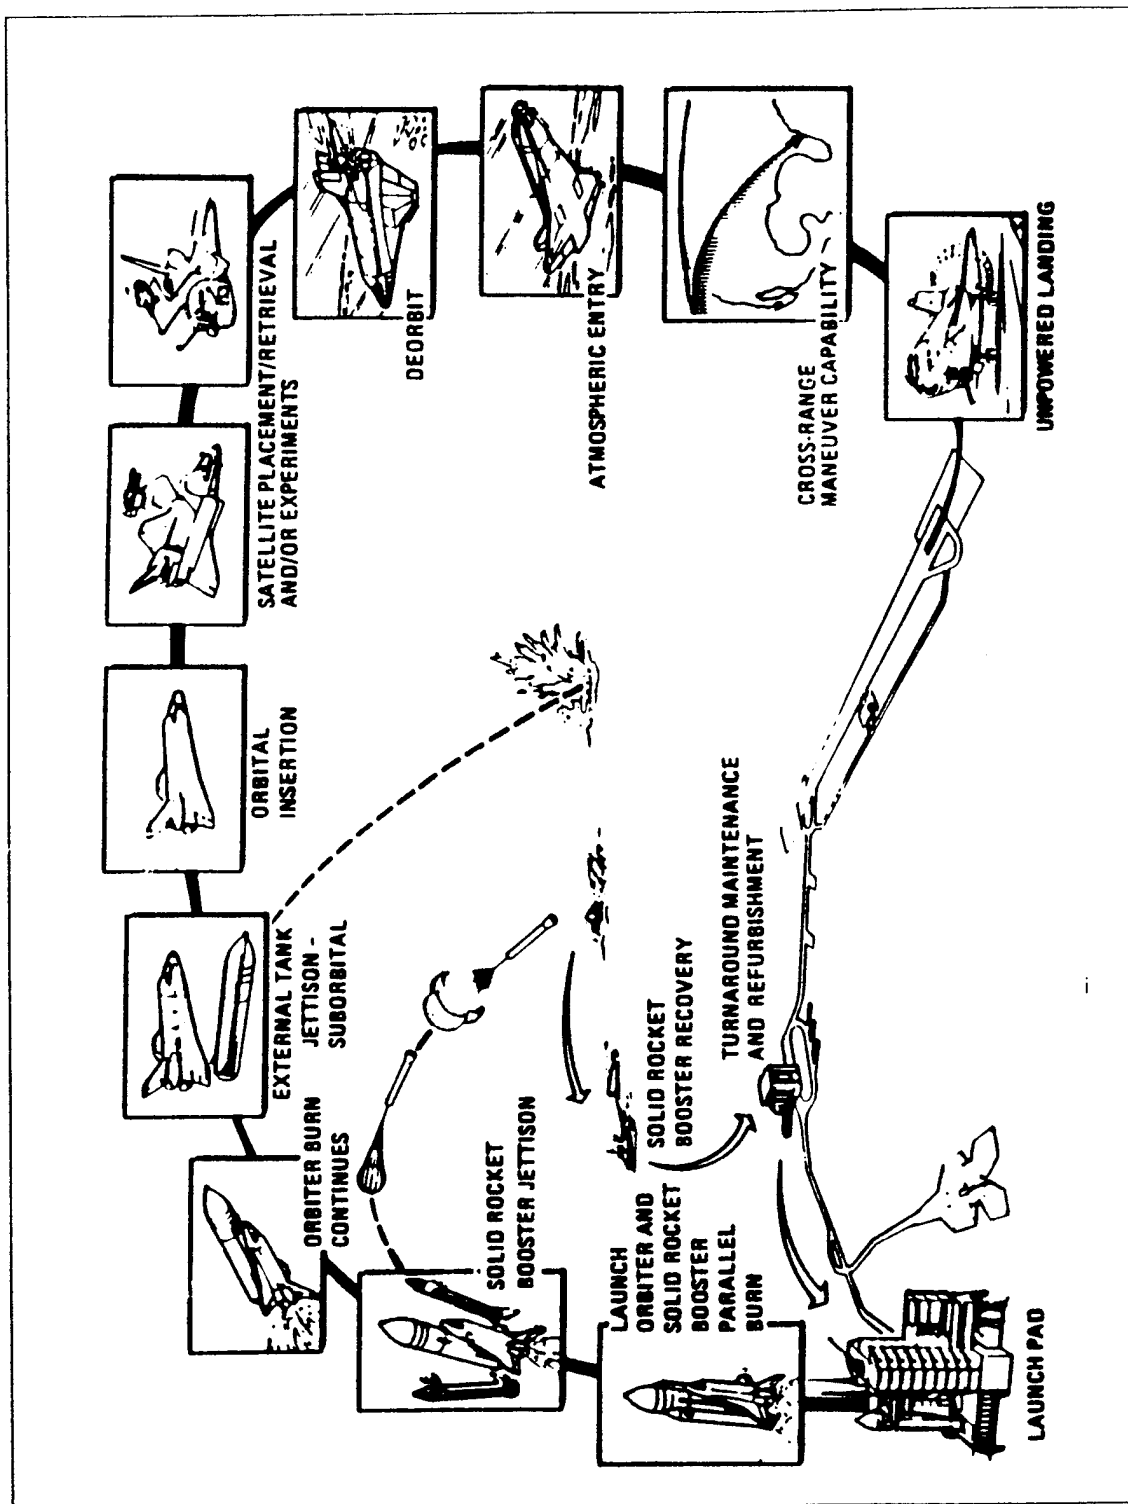 SATELLITE PLACEMENT/RETRIEVAL
AND/OR EXPERIMENTS
ORBITAL
INSERTION
EXTERNAL TANK
JETTISON -
SUBORBITAL
ORBITER BURN
CONTINUES
SOLID ROCKET
BOOSTER JETTISON
LAUNCH
ORBITER AND
SOLID ROCKET
BOOSTER
PARALLEL
BURN
LAUNCH PAD
DEORBIT
ATMOSPHERIC ENTRY
CROSS-RANGE
MANEUVER CAPABILITY
UNPOWERED LANDING
SOLID ROCKET
BOOSTER RECOVERY
TURNAROUND MAINTENANCE
AND REFURBISHMENT